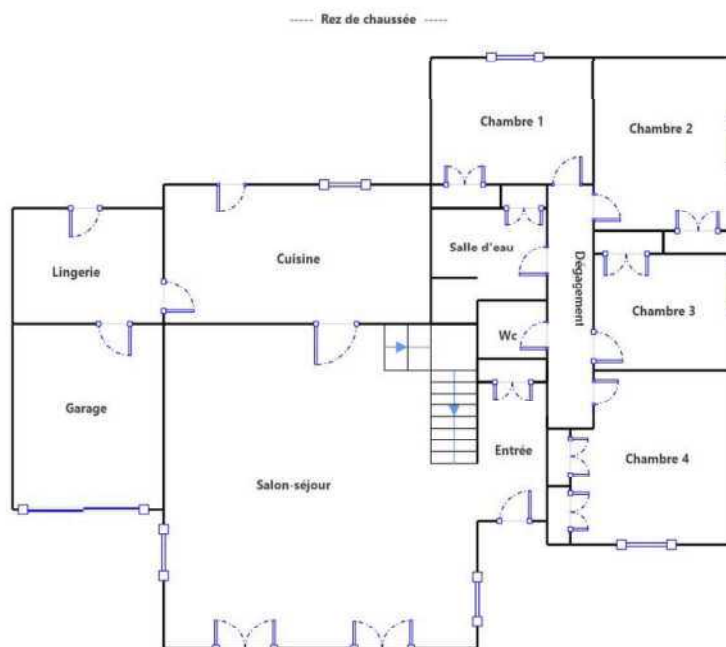 ----- Rez de chaussée -----
Chambre 1
Chambre 2
Salle d'eau
Cuisine
Lingerie
Dégagement
Chambre 3
Wc
Garage
Entrée
Chambre 4
Salon-séjour